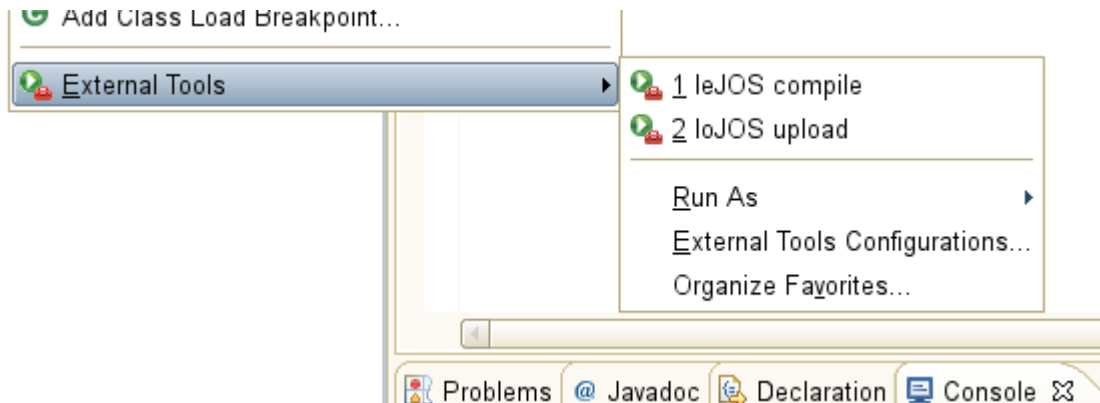 Add Class Load Breakpoint...
External Tools
1 leJOS compile
2 loJOS upload
Run As
External Tools Configurations...
Organize Favorites...
Problems @ Javadoc Declaration Console